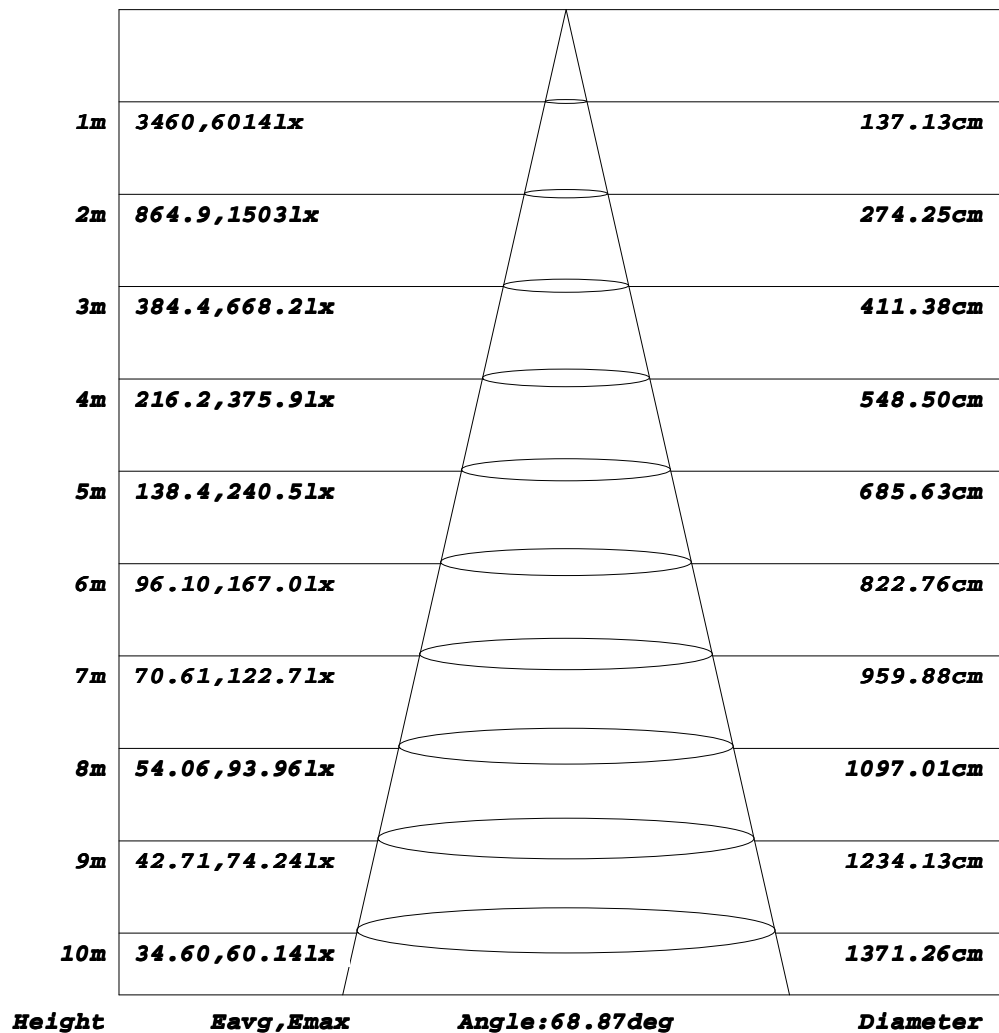 1m 3460,6014lx 137.13cm
2m 864.9,1503lx 274.25cm
3m 384.4,668.2lx 411.38cm
4m 216.2,375.9lx 548.50cm
5m 138.4,240.5lx 685.63cm
6m 96.10,167.0lx 822.76cm
7m 70.61,122.7lx 959.88cm
8m 54.06,93.96lx 1097.01cm
9m 42.71,74.24lx 1234.13cm
10m 34.60,60.14lx 1371.26cm
Height Eavg,Emax Angle:68.87deg Diameter